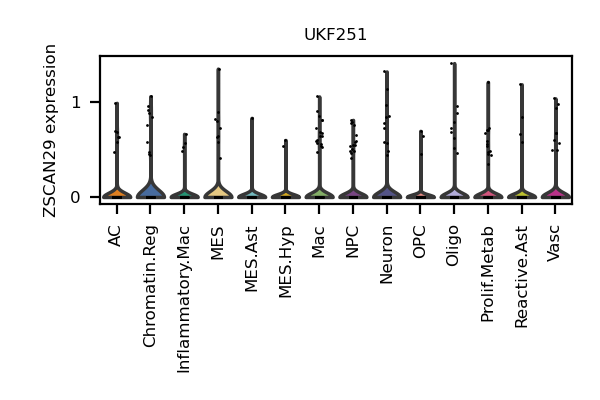 UKF251
ZSCAN29 expression
1
0
AC
Chromatin.Reg
Inflammatory.Mac
MES
MES.Ast
MES.Hyp
Mac
NPC
Neuron
OPC
Oligo
Prolif.Metab
Reactive.Ast
Vasc